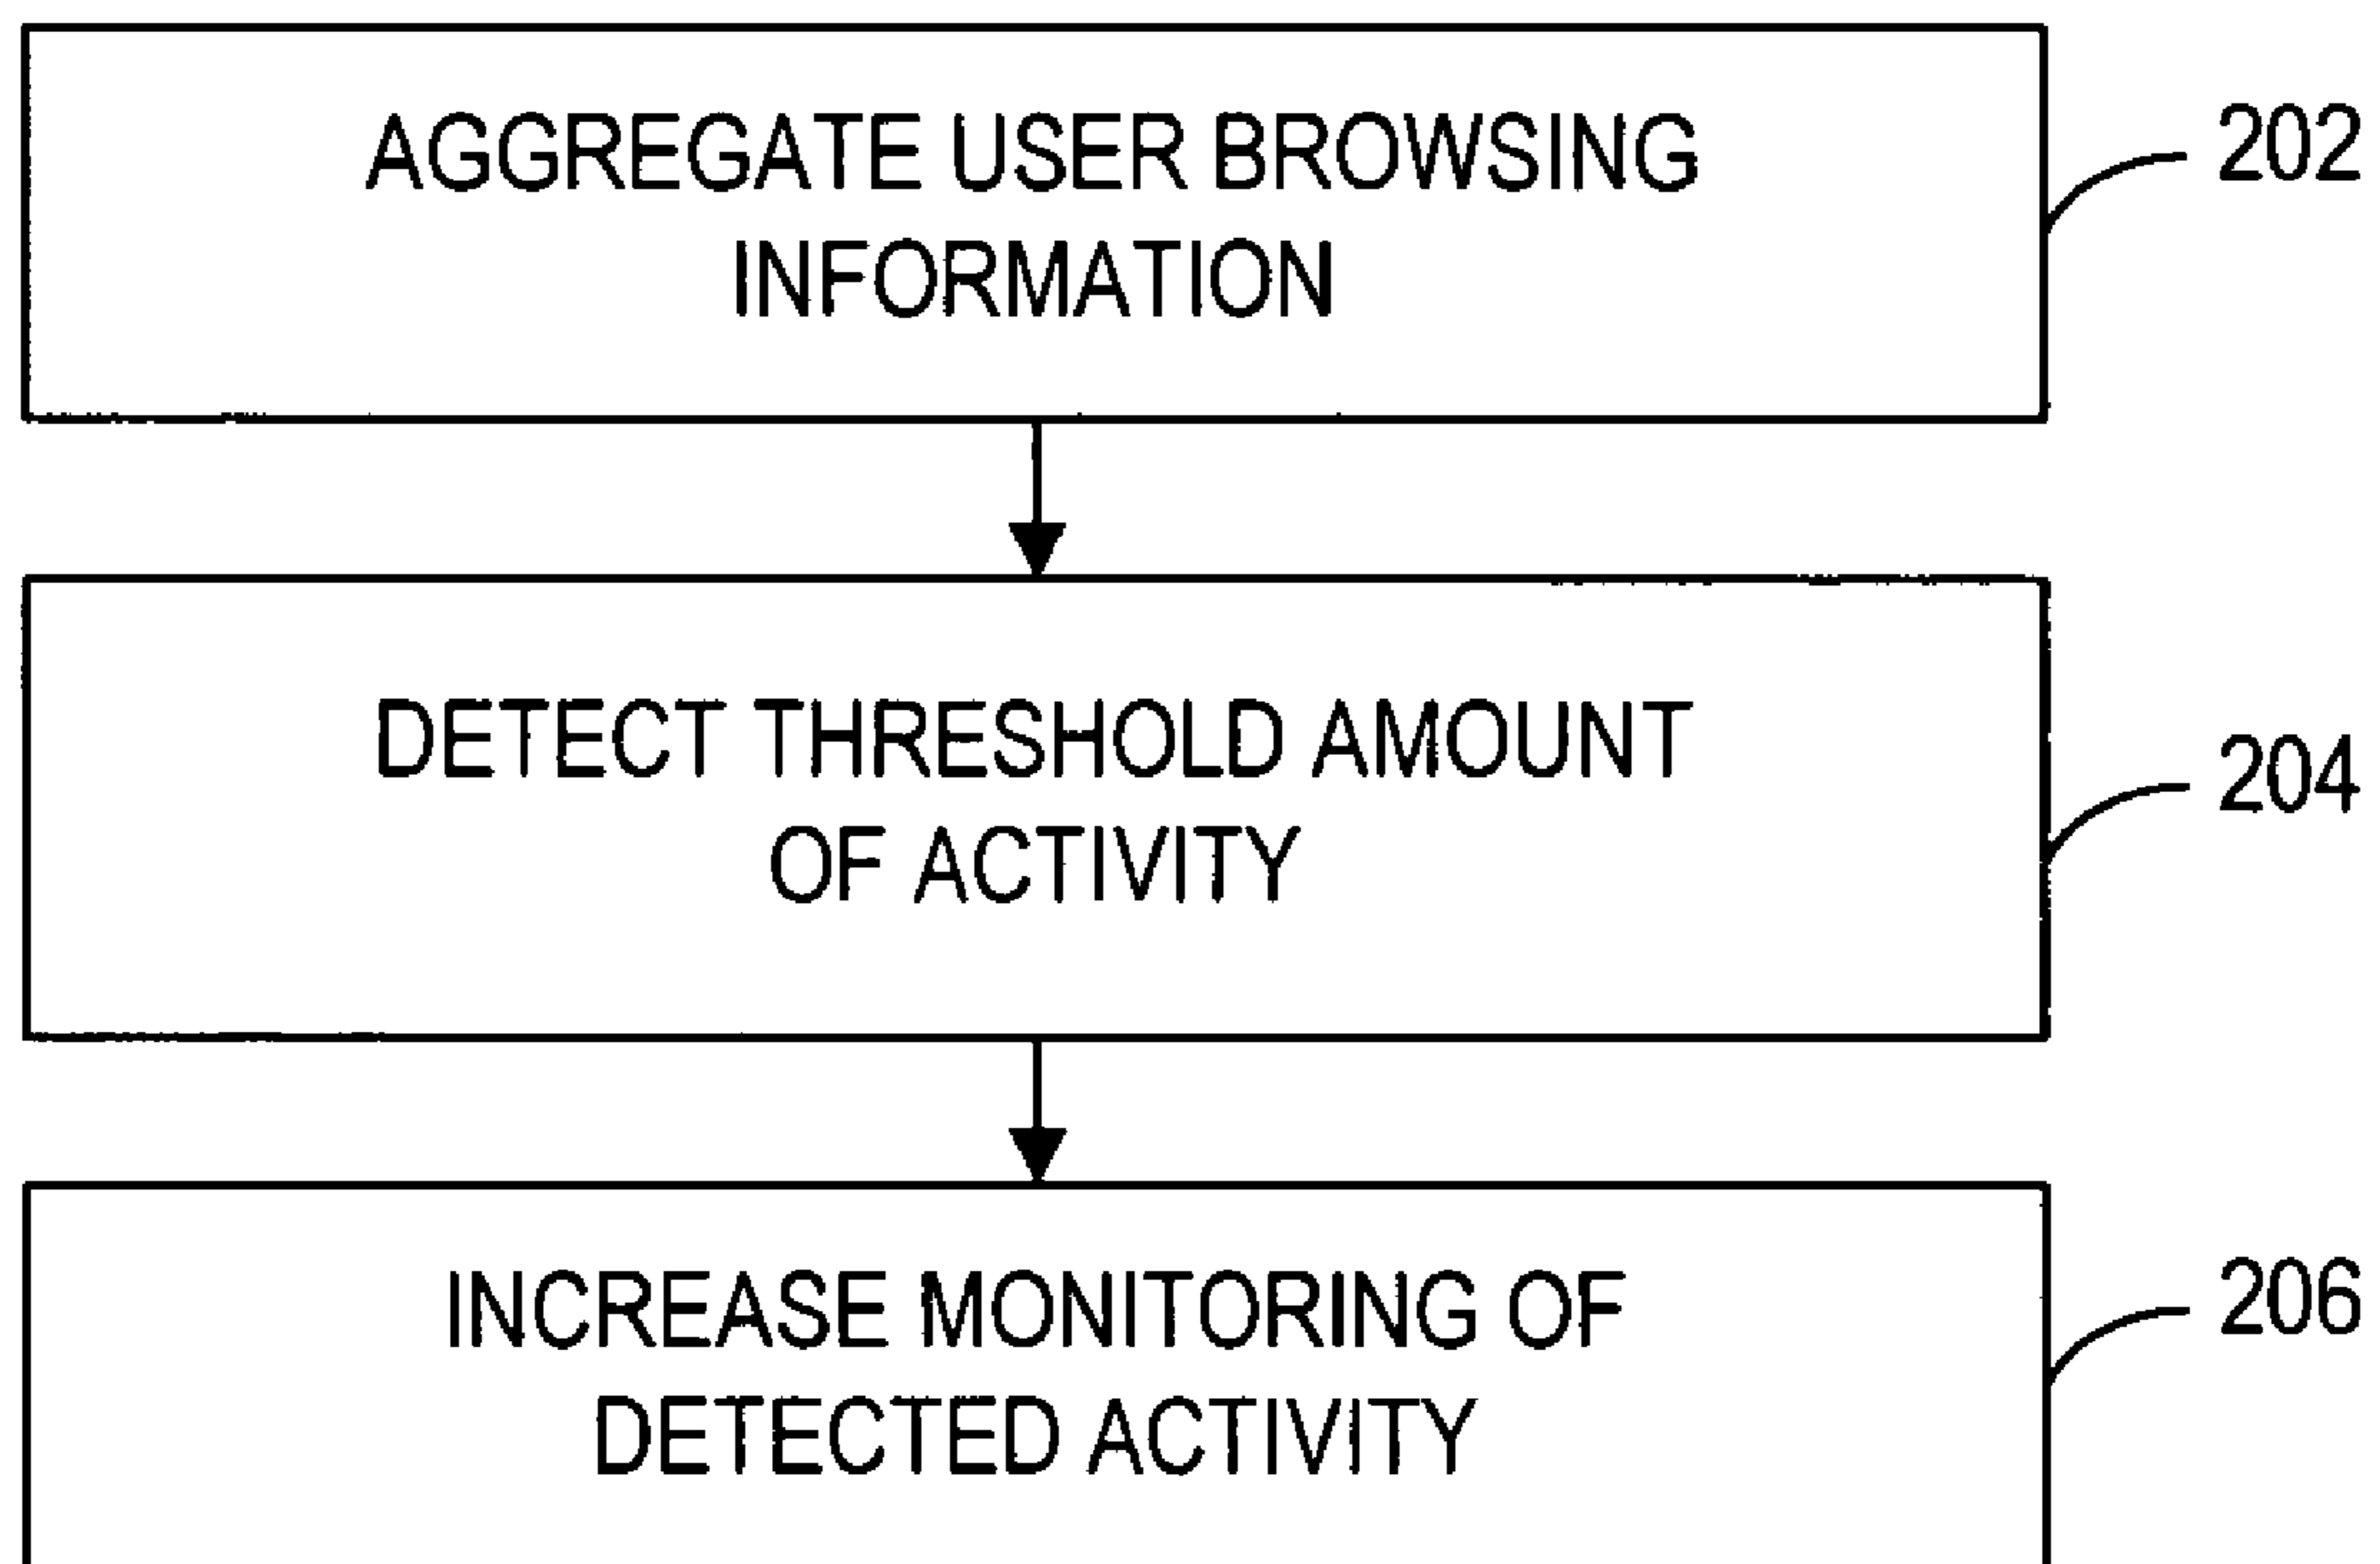 AGGREGATE USER BROWSING
INFORMATION
202
DETECT THRESHOLD AMOUNT
OF ACTIVITY
204
INCREASE MONITORING OF
DETECTED ACTIVITY
206